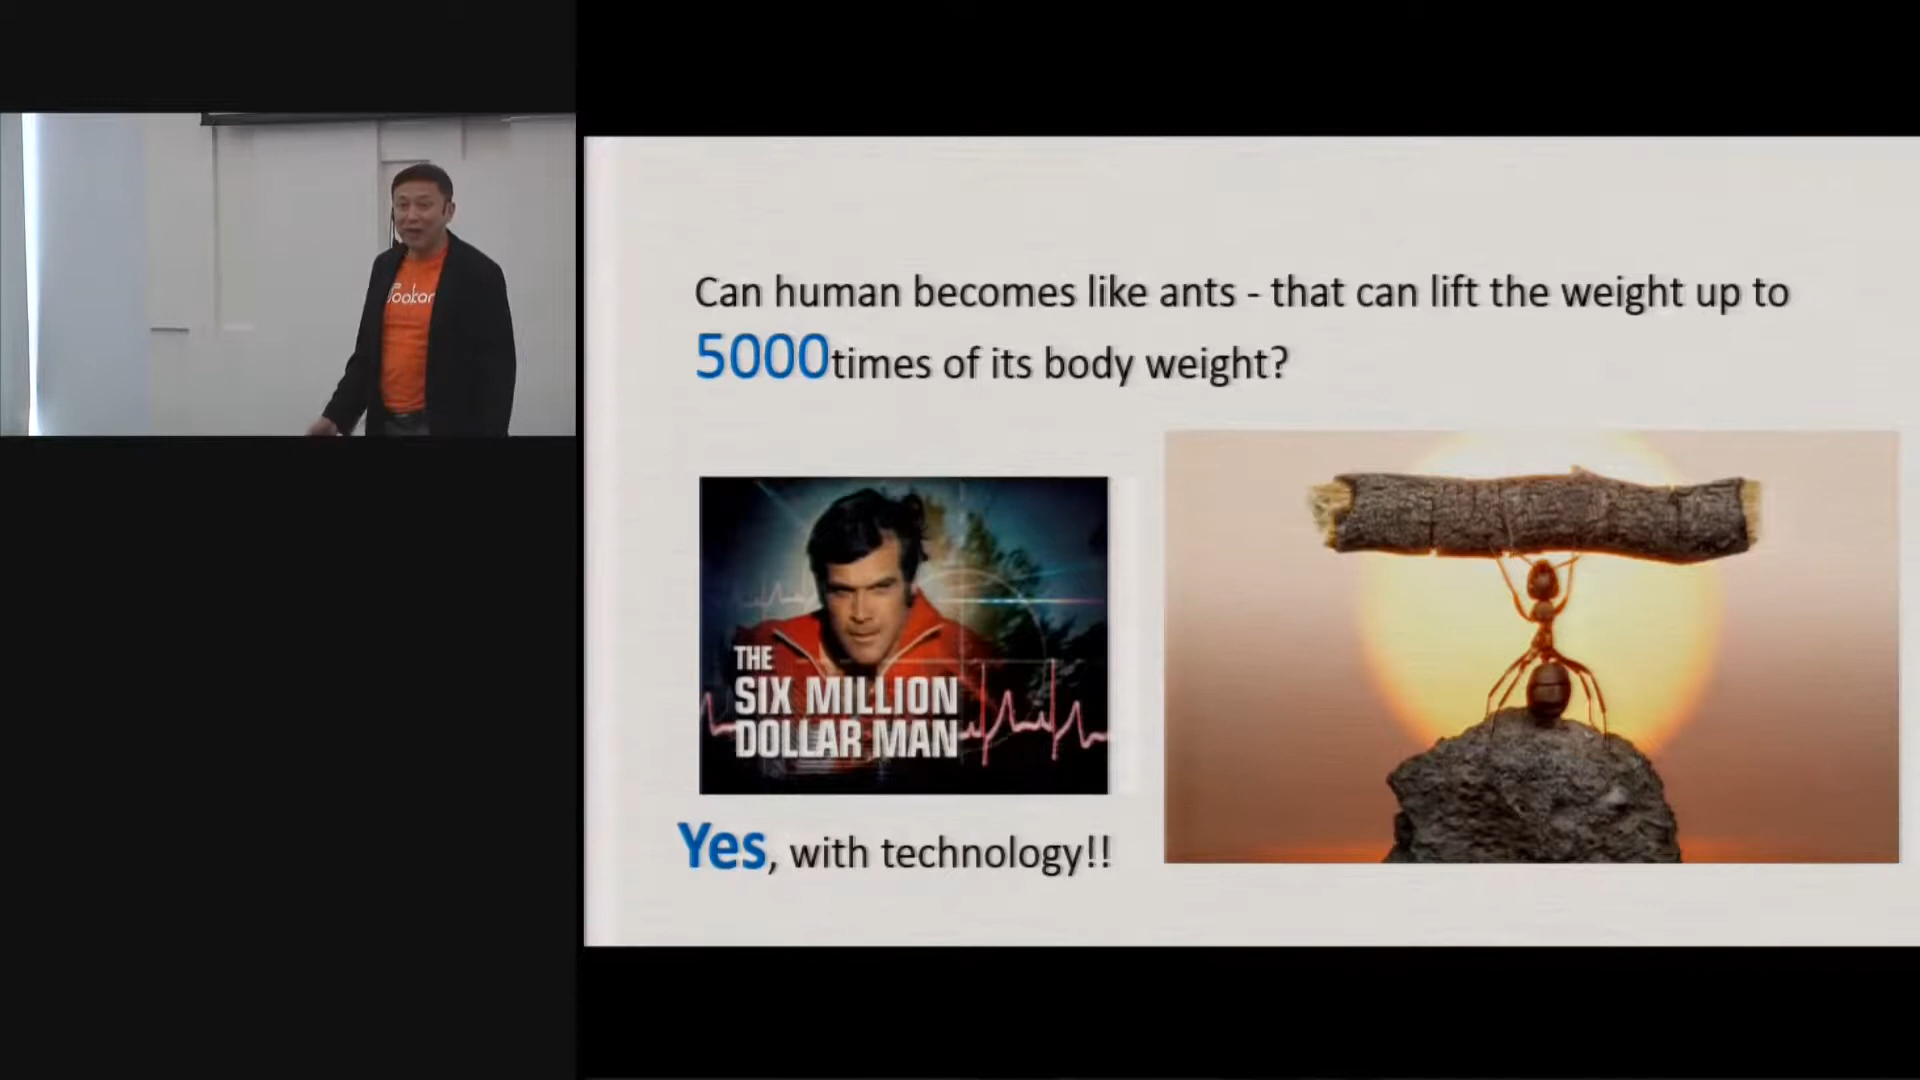 Can human becomes like ants - that can lift the weight up to
5000times of its body weight?
THE
SIX MILLION
DOLLAR MAN
Yes, with technology!!